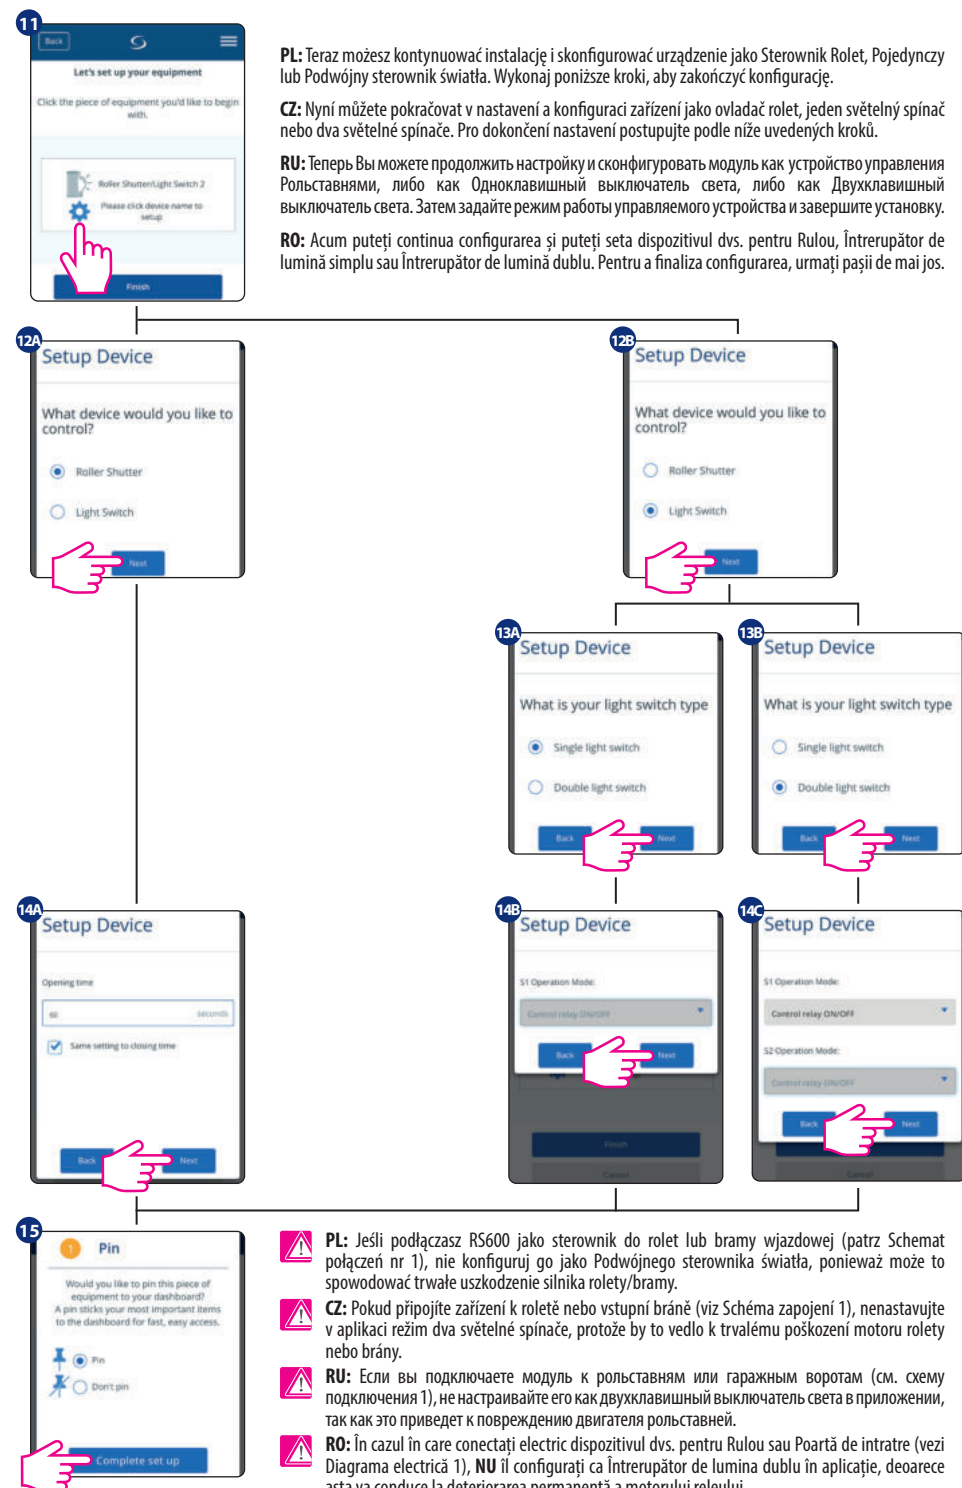 11
Back
Let's set up your equipment
Click the piece of equipment you'd like to begin
with.
Roller Shutter/Light Switch 2
Please click device name to
setup
Finish
PL: Teraz możesz kontynuować instalację i skonfigurować urządzenie jako Sterownik Rolet, Pojedynczy
lub Podwójny sterownik światła. Wykonaj poniższe kroki, aby zakończyć konfigurację.
CZ: Nyní můžete pokračovat v nastavení a konfiguraci zařízení jako ovladač rolet, jeden světelný spínač
nebo dva světelné spínače. Pro dokončení nastavení postupujte podle níže uvedených kroků.
RU: Теперь Вы можете продолжить настройку и сконфигуровать модуль как устройство управления
Рольставнями, либо как Одноклавишный выключатель света, либо как Двухклавишный
выключатель света. Затем задайте режим работы управляемого устройства и завершите установку.
RO: Acum puteți continua configurarea și puteți seta dispozitivul dvs. pentru Rulou, Întrerupător de
lumină simplu sau Întrerupător de lumină dublu. Pentru a finaliza configurarea, urmați pașii de mai jos.
12A
Setup Device
What device would you like to
control?
Roller Shutter
Light Switch
Next
12B
Setup Device
What device would you like to
control?
Roller Shutter
Light Switch
Next
13A
Setup Device
What is your light switch type
Single light switch
Double light switch
Back
Next
13B
Setup Device
What is your light switch type
Single light switch
Double light switch
Back
Next
14A
Setup Device
Opening time
60
seconds
Same setting to closing time
Back
Next
14B
Setup Device
S1 Operation Mode:
Control relay ON/OFF
Back
Next
Finish
Cancel
14C
Setup Device
S1 Operation Mode:
Control relay ON/OFF
S2 Operation Mode:
Control relay ON/OFF
Back
Next
Cancel
15
1 Pin
Would you like to pin this piece of
equipment to your dashboard?
A pin sticks your most important items
to the dashboard for fast, easy access.
Pin
Don't pin
Complete set up
PL: Jeśli podłączasz RS600 jako sterownik do rolet lub bramy wjazdowej (patrz Schemat
połączeń nr 1), nie konfiguruj go jako Podwójnego sterownika światła, ponieważ może to
spowodować trwałe uszkodzenie silnika rolety/bramy.
CZ: Pokud připojíte zařízení k roletě nebo vstupní bráně (viz Schéma zapojení 1), nenastavujte
v aplikaci režim dva světelné spínače, protože by to vedlo k trvalému poškození motoru rolety
nebo brány.
RU: Если вы подключаете модуль к рольставням или гаражным воротам (см. схему
подключения 1), не настраивайте его как двухклавишный выключатель света в приложении,
так как это приведет к повреждению двигателя рольставней.
RO: În cazul în care conectați electric dispozitivul dvs. pentru Rulou sau Poartă de intratre (vezi
Diagrama electrică 1), NU îl configurați ca Întrerupător de lumina dublu în aplicație, deoarece
asta va conduce la deteriorarea permanentă a motorului releului.